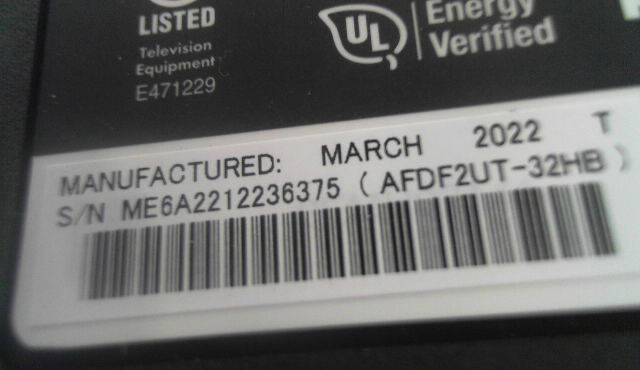 LISTED
Television
Equipment
E471229
UL
Energy
Verified
MANUFACTURED: MARCH 2022 T
S/N ME6A2212236375 ( AFDF2UT-32HB )